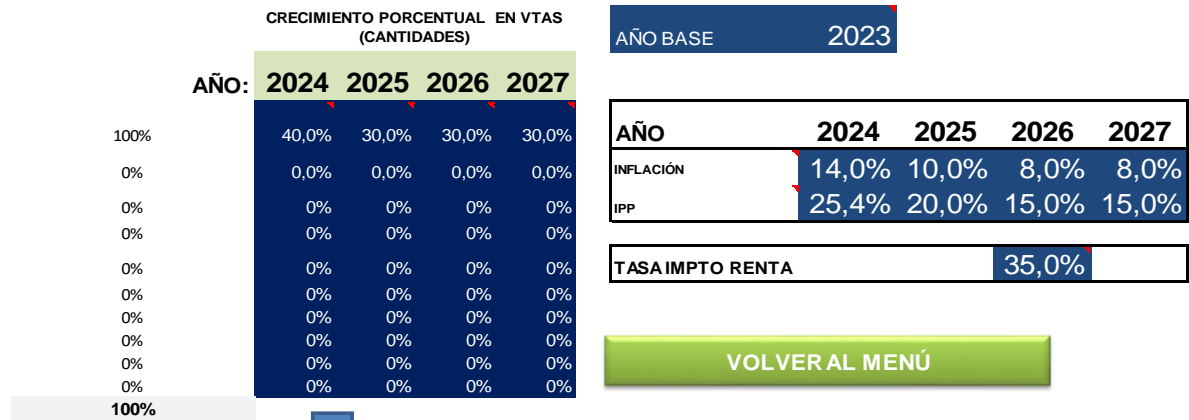 CRECIMIENTO PORCENTUAL EN VTAS
(CANTIDADES)
AÑO: 2024 2025 2026 2027
100% 40,0% 30,0% 30,0% 30,0%
0% 0,0% 0,0% 0,0% 0,0%
0% 0% 0% 0% 0%
0% 0% 0% 0% 0%
0% 0% 0% 0% 0%
0% 0% 0% 0% 0%
0% 0% 0% 0% 0%
0% 0% 0% 0% 0%
0% 0% 0% 0% 0%
0% 0% 0% 0% 0%
100%
AÑO BASE 2023
AÑO 2024 2025 2026 2027
INFLACIÓN 14,0% 10,0% 8,0% 8,0%
IPP 25,4% 20,0% 15,0% 15,0%
TASA IMPTO RENTA 35,0%
VOLVER AL MENÚ